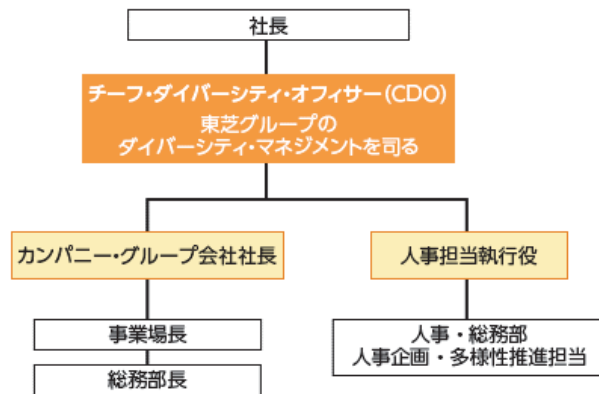 社長
チーフ・ダイバーシティ・オフィサー(CDO)
東芝グループの
ダイバーシティ・マネジメントを司る
カンパニー・グループ会社社長
人事担当執行役
事業場長
総務部長
人事・総務部
人事企画・多様性推進担当